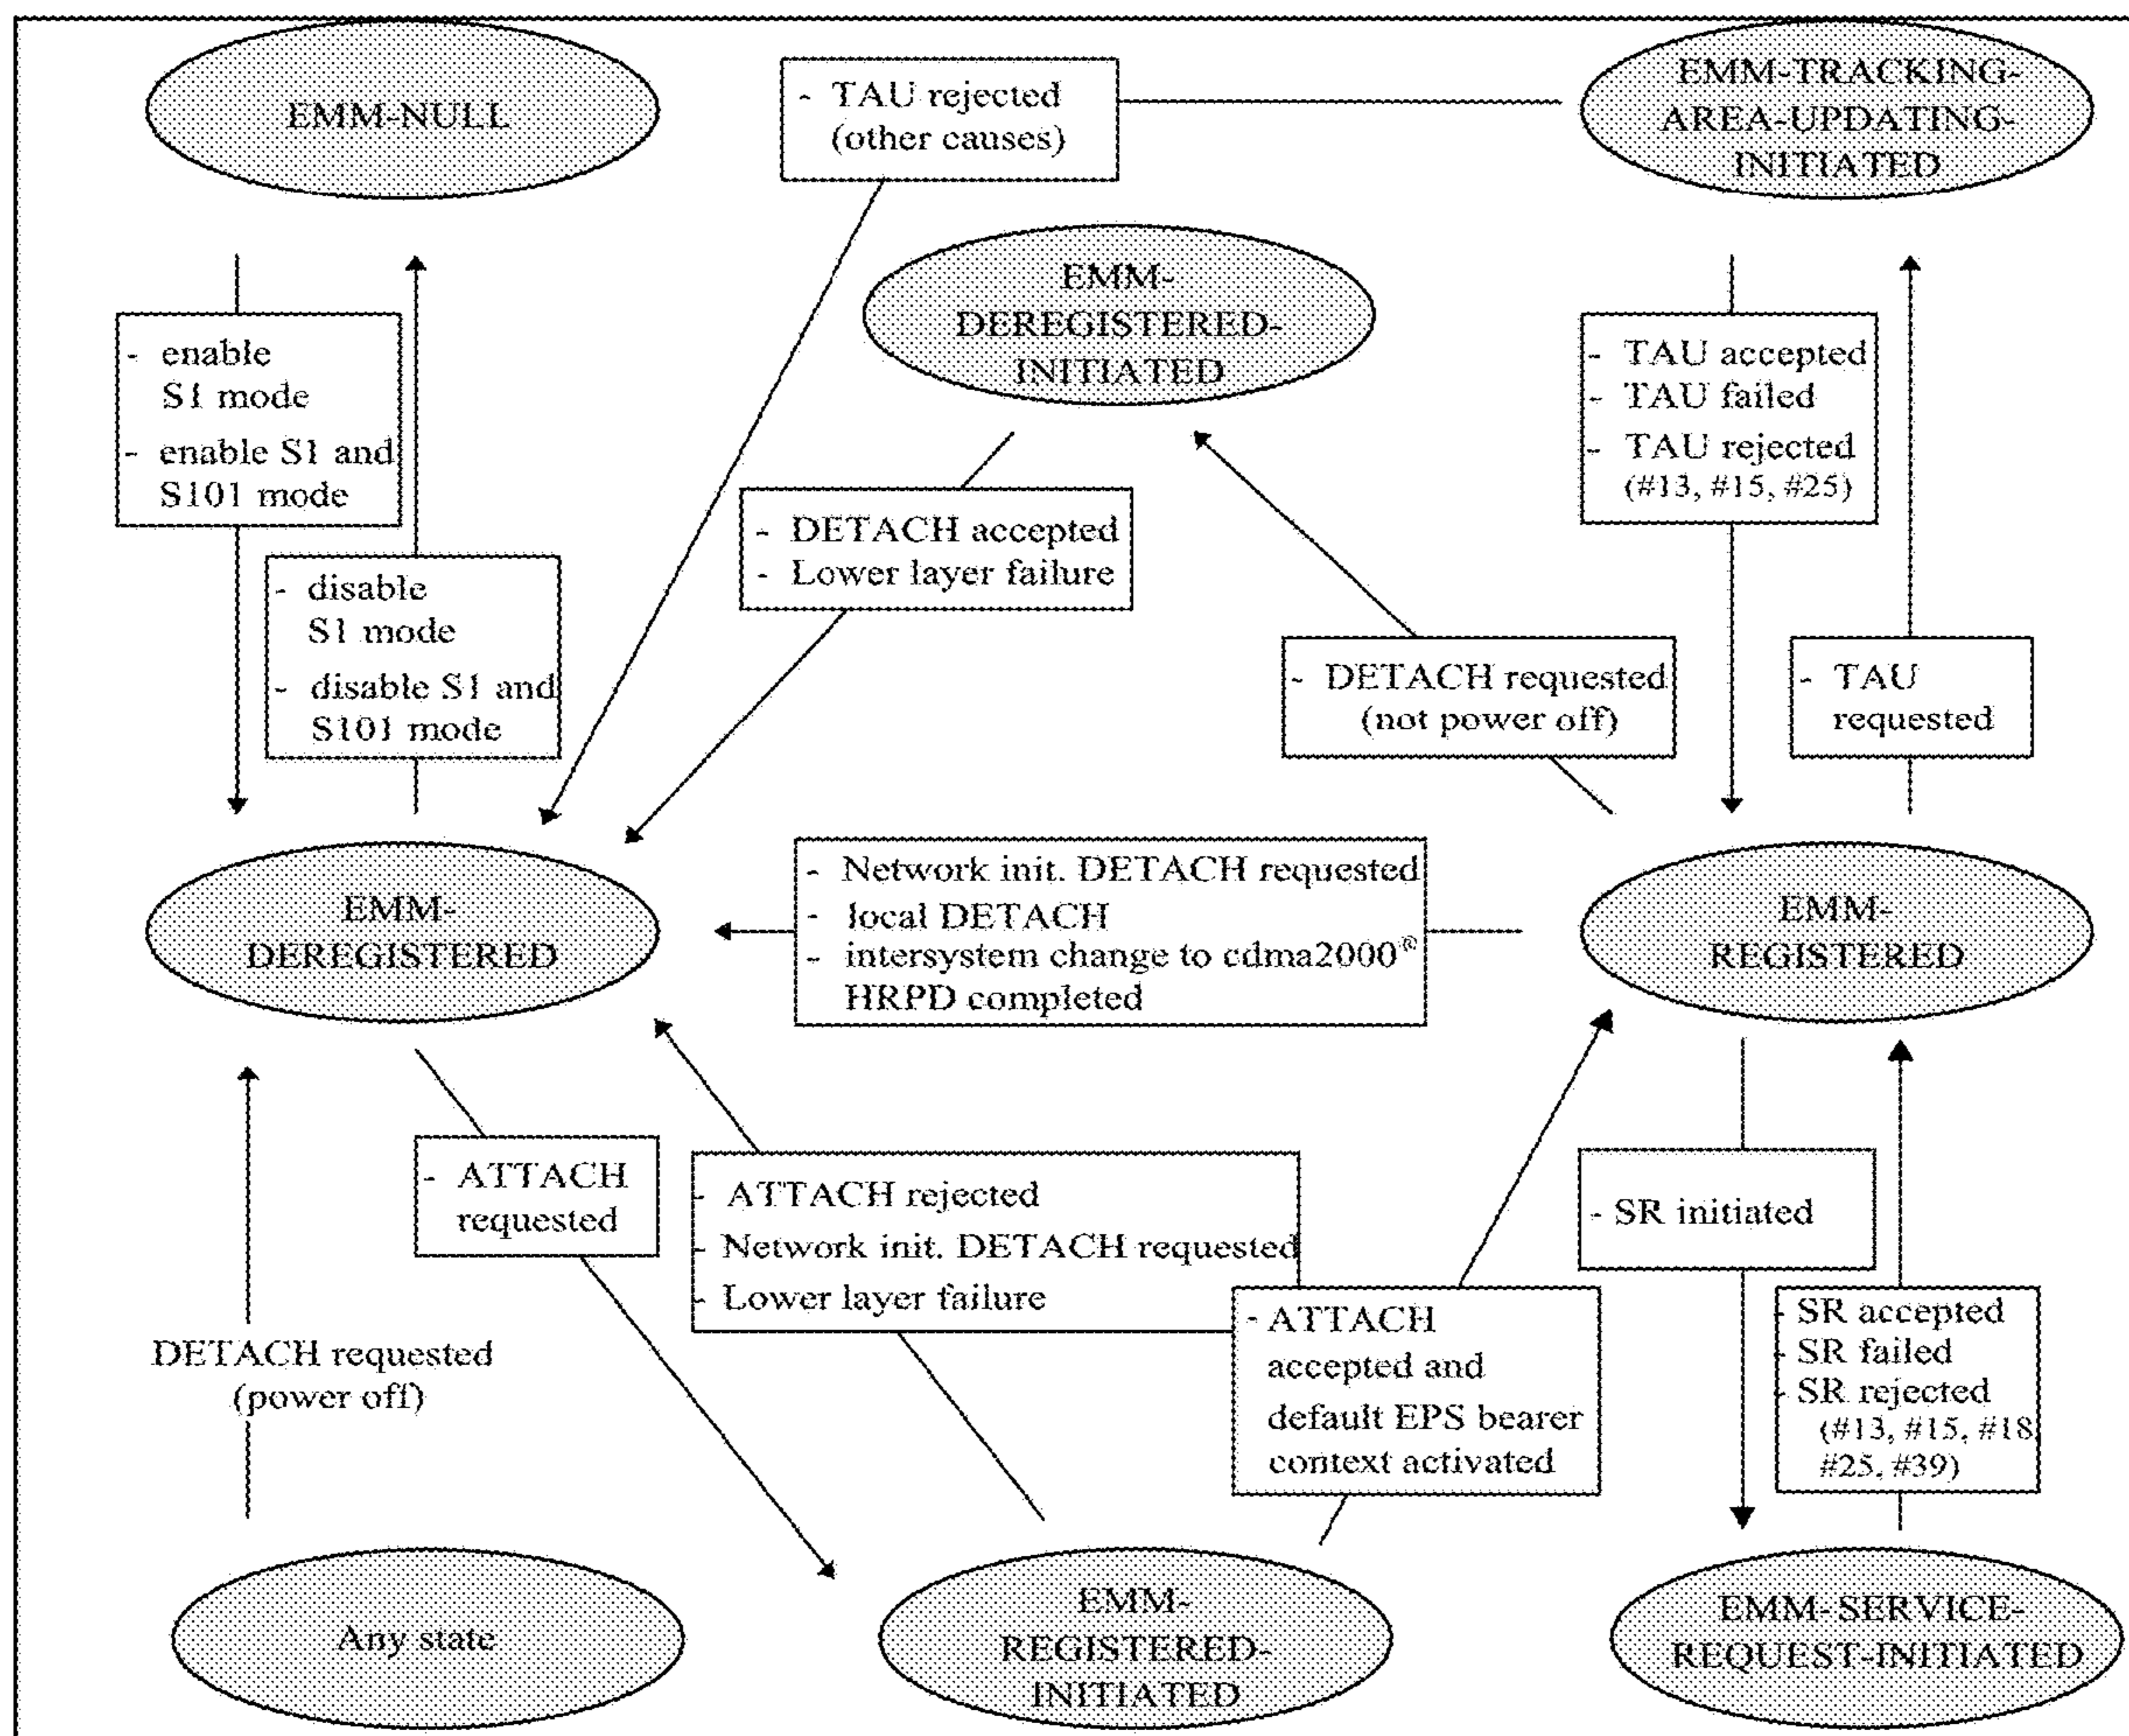 EMM-NULL
- TAU rejected
(other causes)
EMM-TRACKING-
AREA-UPDATING-
INITIATED
EMM-
DEREGISTERED-
INITIATED
- enable
S1 mode
- enable S1 and
S101 mode
- TAU accepted
- TAU failed
- TAU rejected
(#13, #15, #25)
- DETACH accepted
- Lower layer failure
- disable
S1 mode
- disable S1 and
S101 mode
- DETACH requested
(not power off)
- TAU
requested
EMM-
DEREGISTERED
- Network init. DETACH requested
- local DETACH
- intersystem change to cdma2000®
HRPD completed
EMM-
REGISTERED
- ATTACH
requested
- ATTACH rejected
- Network init. DETACH requested
- Lower layer failure
- SR initiated
DETACH requested
(power off)
- ATTACH
accepted and
default EPS bearer
context activated
- SR accepted
- SR failed
- SR rejected
(#13, #15, #18
#25, #39)
Any state
EMM-
REGISTERED-
INITIATED
EMM- SERVICE-
REQUEST-INITIATED